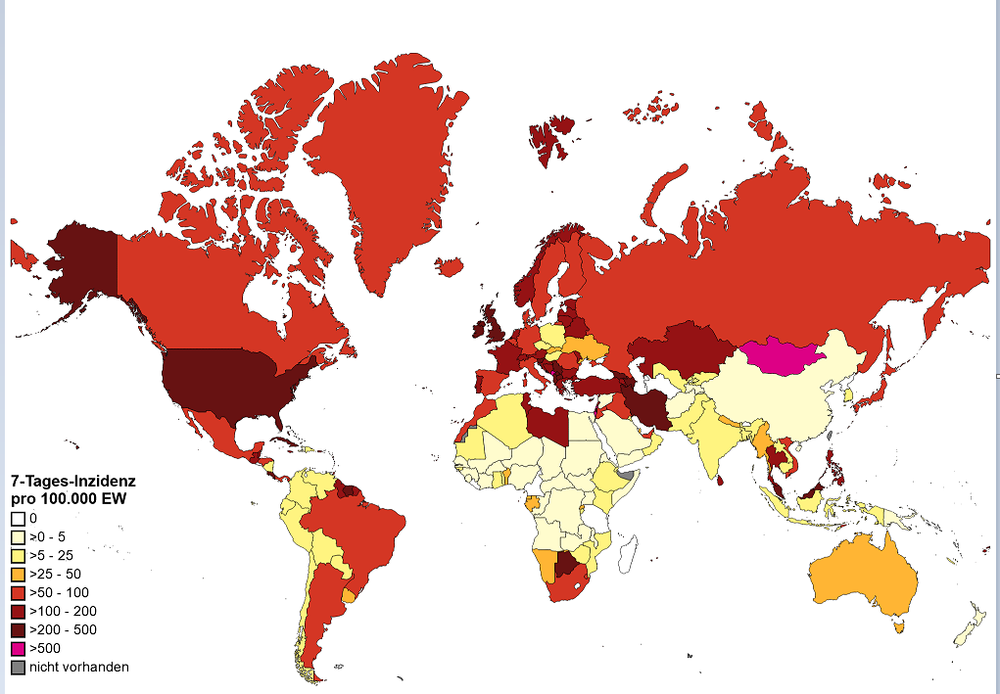 7-Tages-Inzidenz
pro 100.000 EW
0
>0 - 5
>5 - 25
>25 - 50
>50 - 100
>100 - 200
>200 - 500
>500
nicht vorhanden